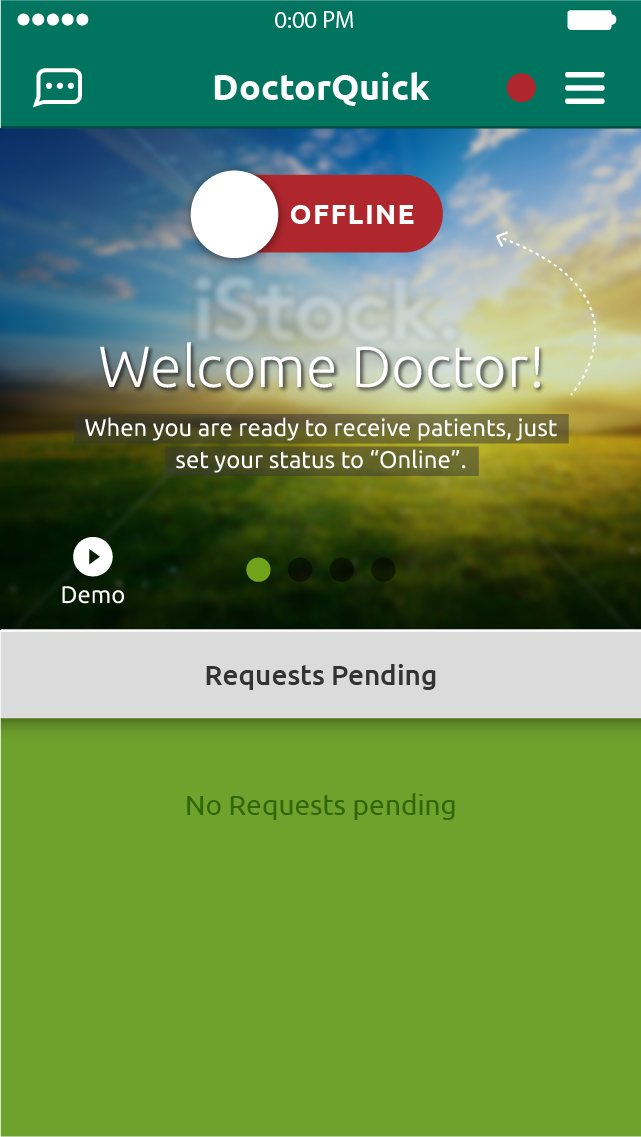 0:00 PM
DoctorQuick
OFFLINE
iStock.
Welcome Doctor!
When you are ready to receive patients, just
set your status to “Online”.
Demo
Requests Pending
No Requests pending